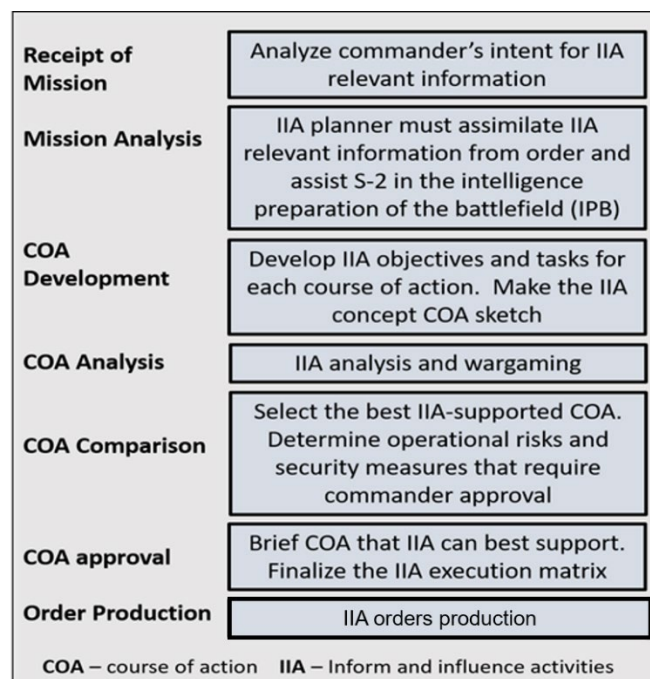 Receipt of
Mission
Analyze commander's intent for IIA
relevant information
Mission Analysis
IIA planner must assimilate IIA
relevant information from order and
assist S-2 in the intelligence
preparation of the battlefield (IPB)
COA
Development
Develop IIA objectives and tasks for
each course of action.  Make the IIA
concept COA sketch
COA Analysis
IIA analysis and wargaming
COA Comparison
Select the best IIA-supported COA.
Determine operational risks and
security measures that require
commander approval
COA approval
Brief COA that IIA can best support.
Finalize the IIA execution matrix
Order Production
IIA orders production
COA – course of action   IIA – Inform and influence activities